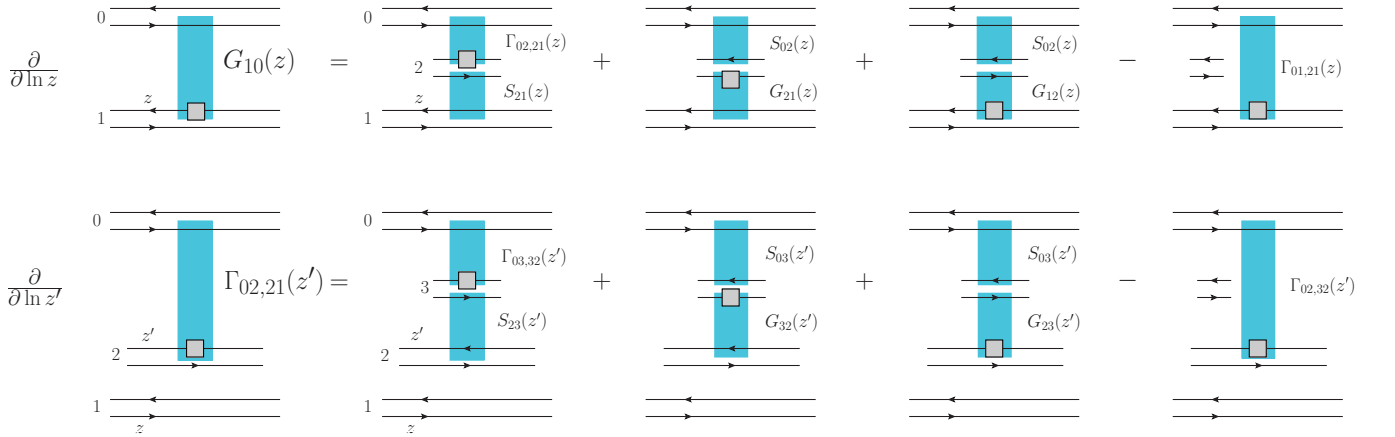 0 0
Γ₀₂,₂₁(z) S₀₂(z) S₀₂(z)
∂/∂ln z G₁₀(z) = 2 + + − Γ₀₁,₂₁(z)
z z S₂₁(z) G₂₁(z) G₁₂(z)
1 1
0 0
Γ₀₃,₃₂(z′) S₀₃(z′) S₀₃(z′)
∂/∂ln z′ Γ₀₂,₂₁(z′) = 3 + + − Γ₀₂,₃₂(z′)
z′ z′ S₂₃(z′) G₃₂(z′) G₂₃(z′)
2 2
1 1
z z